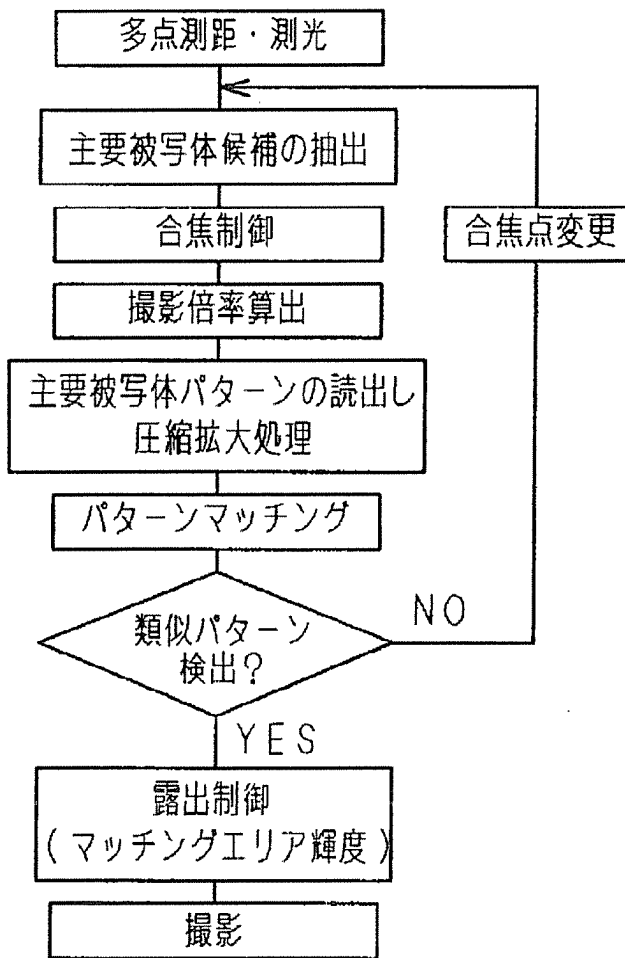 多点測距・測光
主要被写体候補の抽出
合焦制御
合焦点変更
撮影倍率算出
主要被写体パターンの読出し
圧縮拡大処理
パターンマッチング
類似パターン
検出?
NO
YES
露出制御
(マッチングエリア輝度)
撮影